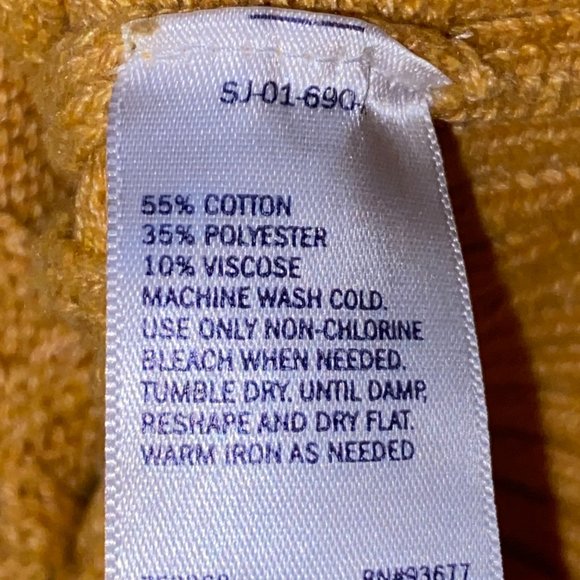 SJ-01-690
55% COTTON
35% POLYESTER
10% VISCOSE
MACHINE WASH COLD.
USE ONLY NON-CHLORINE
BLEACH WHEN NEEDED.
TUMBLE DRY. UNTIL DAMP,
RESHAPE AND DRY FLAT.
WARM IRON AS NEEDED
RN#93677